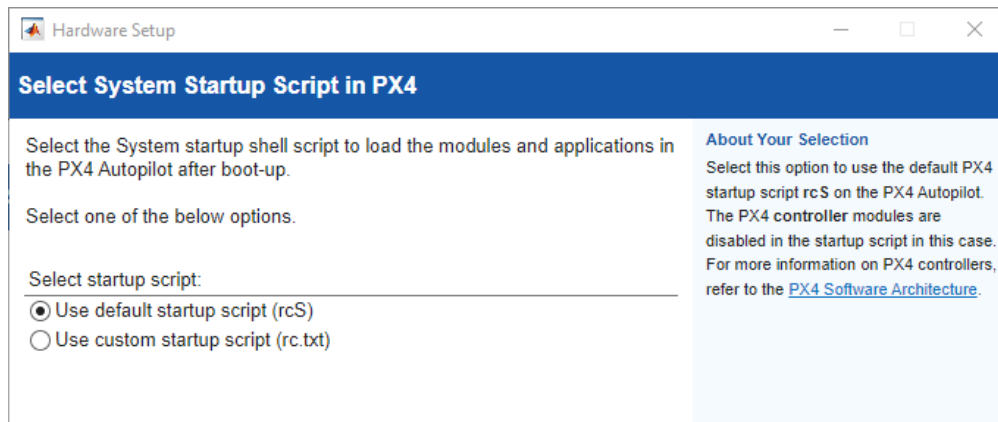 Hardware Setup
Select System Startup Script in PX4
Select the System startup shell script to load the modules and applications in
the PX4 Autopilot after boot-up.
Select one of the below options.
Select startup script:
Use default startup script (rcS)
Use custom startup script (rc.txt)
About Your Selection
Select this option to use the default PX4
startup script rcS on the PX4 Autopilot.
The PX4 controller modules are
disabled in the startup script in this case.
For more information on PX4 controllers,
refer to the PX4 Software Architecture.